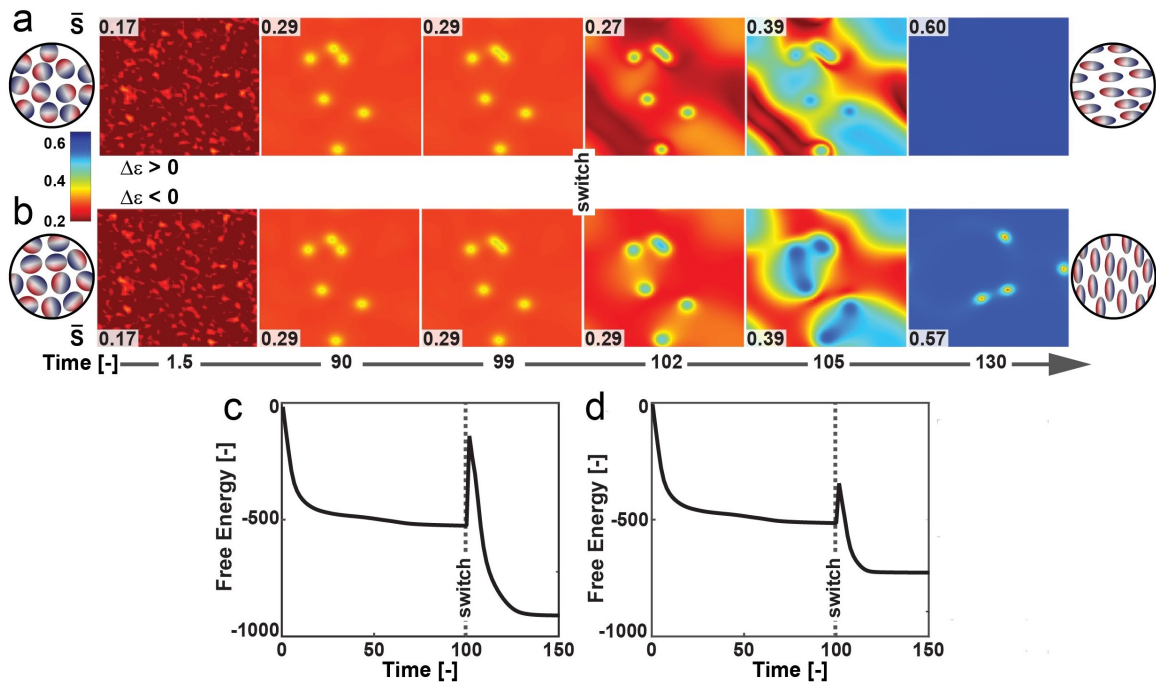 a
S̄
0.17 0.29 0.29 0.27 0.39 0.60
0.6
0.4
0.2
Δε > 0
Δε < 0
switch
b
S̄
0.17 0.29 0.29 0.29 0.39 0.57
Time [-] 1.5 90 99 102 105 130
c
0
-500
-1000
Free Energy [-]
switch
0 50 100 150
Time [-]
d
0
-500
-1000
Free Energy [-]
switch
0 50 100 150
Time [-]